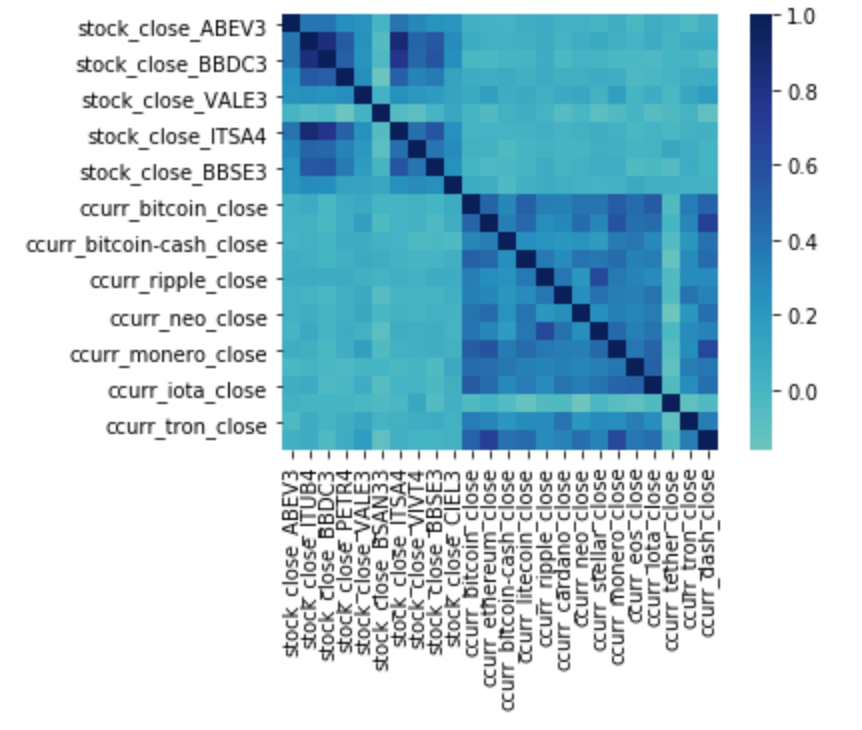 stock_close_ABEV3
stock_close_BBDC3
stock_close_VALE3
stock_close_ITSA4
stock_close_BBSE3
ccurr_bitcoin_close
ccurr_bitcoin-cash_close
ccurr_ripple_close
ccurr_neo_close
ccurr_monero_close
ccurr_iota_close
ccurr_tron_close
1.0
0.8
0.6
0.4
0.2
0.0
stock_close_ABEV3
stock_close_ITUB4
stock_close_BBDC3
stock_close_PETR4
stock_close_VALE3
stock_close_BSAN33
stock_close_ITSA4
stock_close_VIVT4
stock_close_BBSE3
stock_close_CIEL3
ccurr_bitcoin_close
ccurr_ethereum_close
ccurr_bitcoin-cash_close
ccurr_litecoin_close
ccurr_ripple_close
ccurr_cardano_close
ccurr_neo_close
ccurr_stellar_close
ccurr_monero_close
ccurr_eos_close
ccurr_iota_close
ccurr_tether_close
ccurr_tron_close
ccurr_dash_close